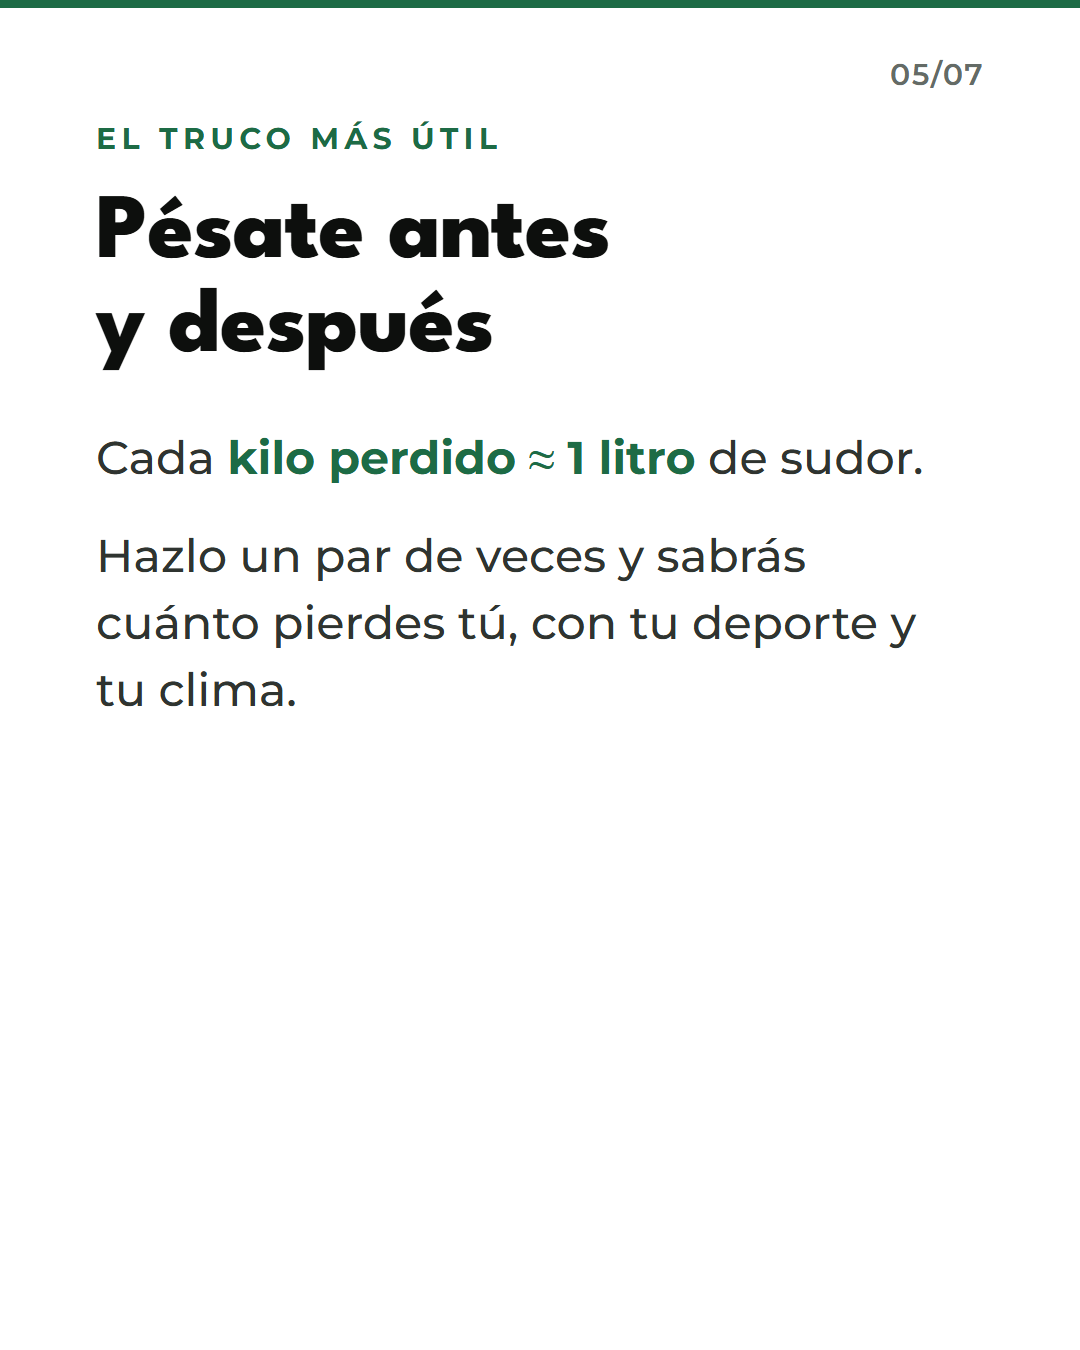 05/07
EL TRUCO MÁS ÚTIL
Pésate antes
y después
Cada kilo perdido ≈ 1 litro de sudor.
Hazlo un par de veces y sabrás
cuánto pierdes tú, con tu deporte y
tu clima.